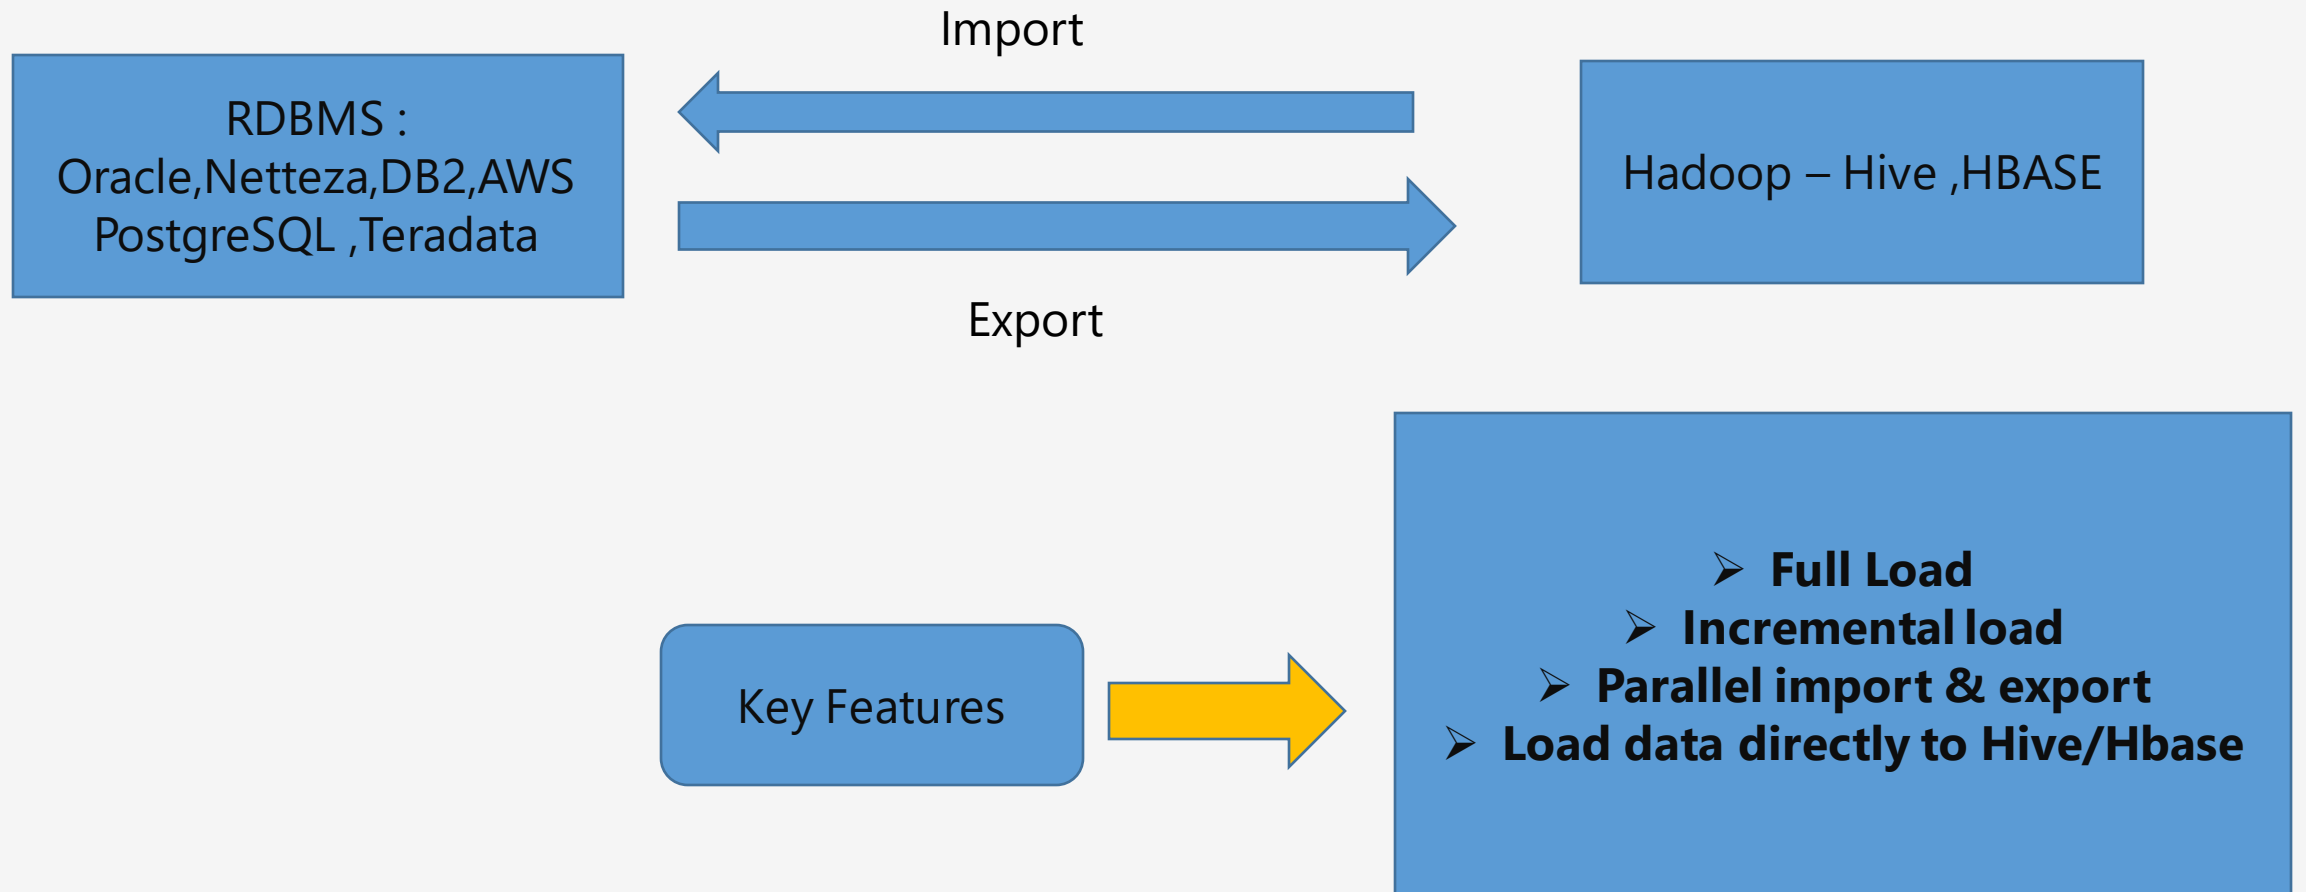 Import
RDBMS :
Oracle,Netteza,DB2,AWS
PostgreSQL ,Teradata
Hadoop – Hive ,HBASE
Export
Key Features
➢ Full Load
➢ Incremental load
➢ Parallel import & export
➢ Load data directly to Hive/Hbase